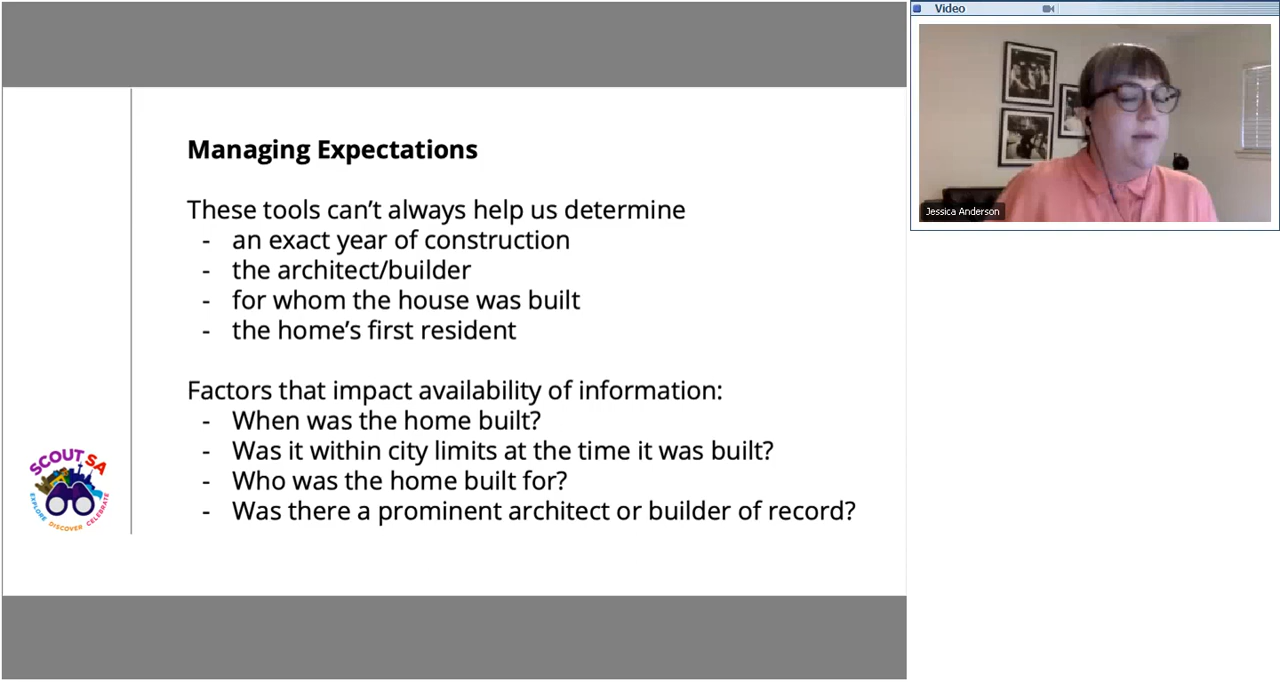 Video
Managing Expectations
These tools can't always help us determine
- an exact year of construction
- the architect/builder
- for whom the house was built
- the home's first resident
Factors that impact availability of information:
- When was the home built?
- Was it within city limits at the time it was built?
- Who was the home built for?
- Was there a prominent architect or builder of record?
SCOUT SA
EXPLORE DISCOVER CELEBRATE
Jessica Anderson